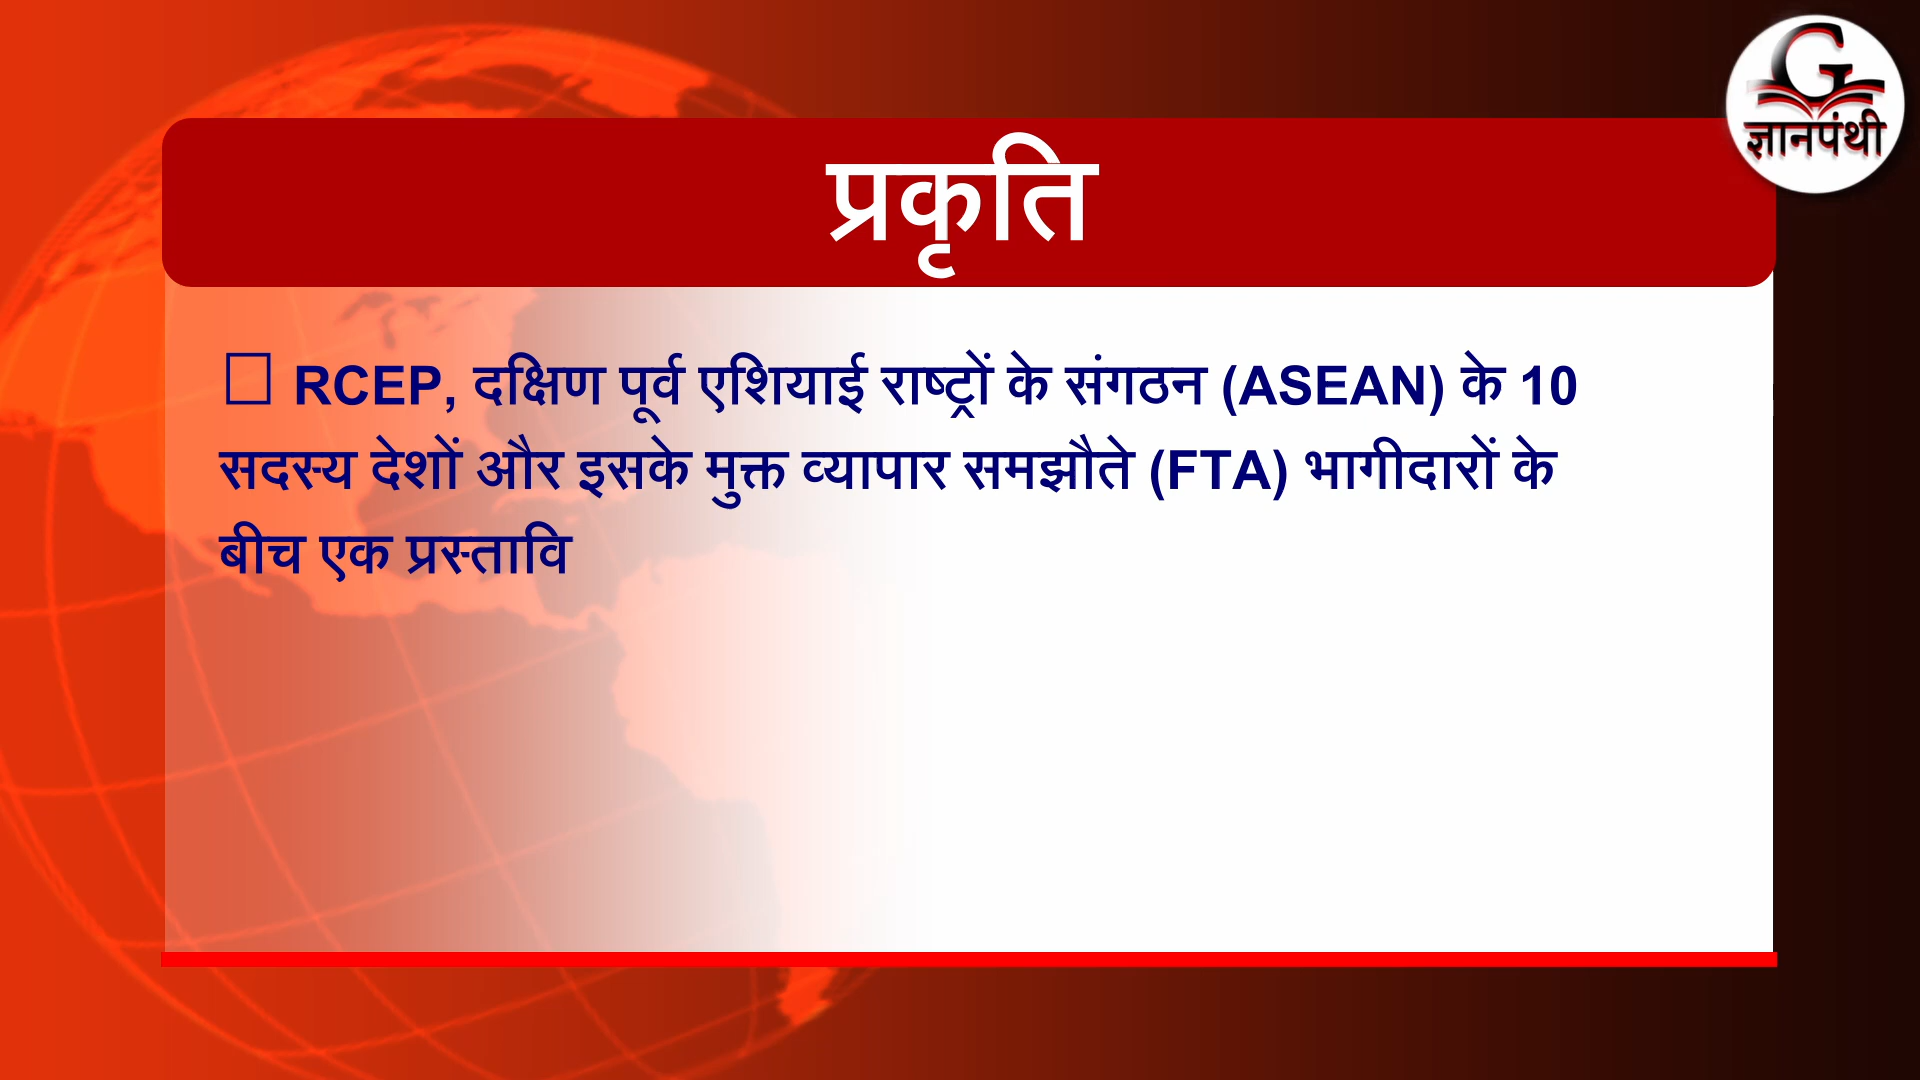 ज्ञानपंथी
प्रकृति
□ RCEP, दक्षिण पूर्व एशियाई राष्ट्रों के संगठन (ASEAN) के 10
सदस्य देशों और इसके मुक्त व्यापार समझौते (FTA) भागीदारों के
बीच एक प्रस्तावि